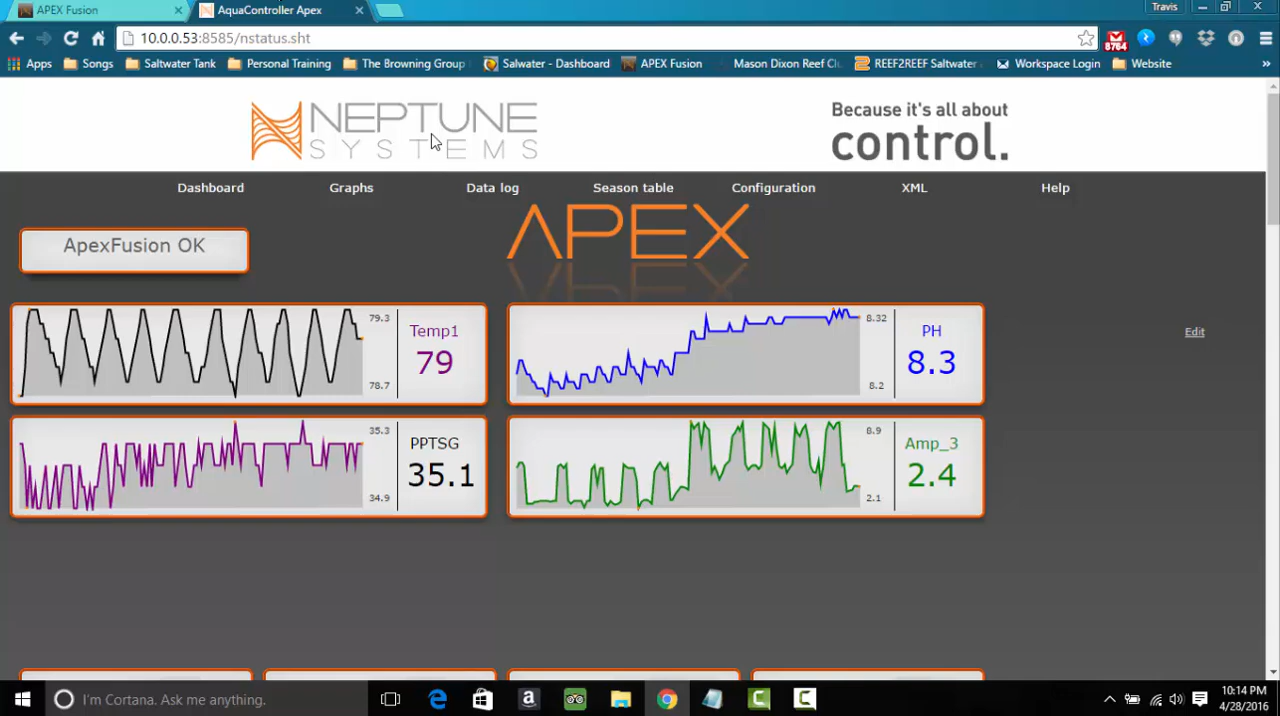 APEX Fusion
AquaController Apex
Travis
10.0.0.53:8585/nstatus.sht
8764
Apps
Songs
Saltwater Tank
Personal Training
The Browning Group
Salwater - Dashboard
APEX Fusion
Mason Dixon Reef Clu
REEF2REEF Saltwater
Workspace Login
Website
»
NEPTUNE
SYSTEMS
Because it's all about
control.
Dashboard
Graphs
Data log
Season table
Configuration
XML
Help
APEX
ApexFusion OK
79.3
Temp1
79
78.7
8.32
PH
8.3
8.2
Edit
35.3
PPTSG
35.1
34.9
8.9
Amp_3
2.4
2.1
I'm Cortana. Ask me anything.
10:14 PM
4/28/2016